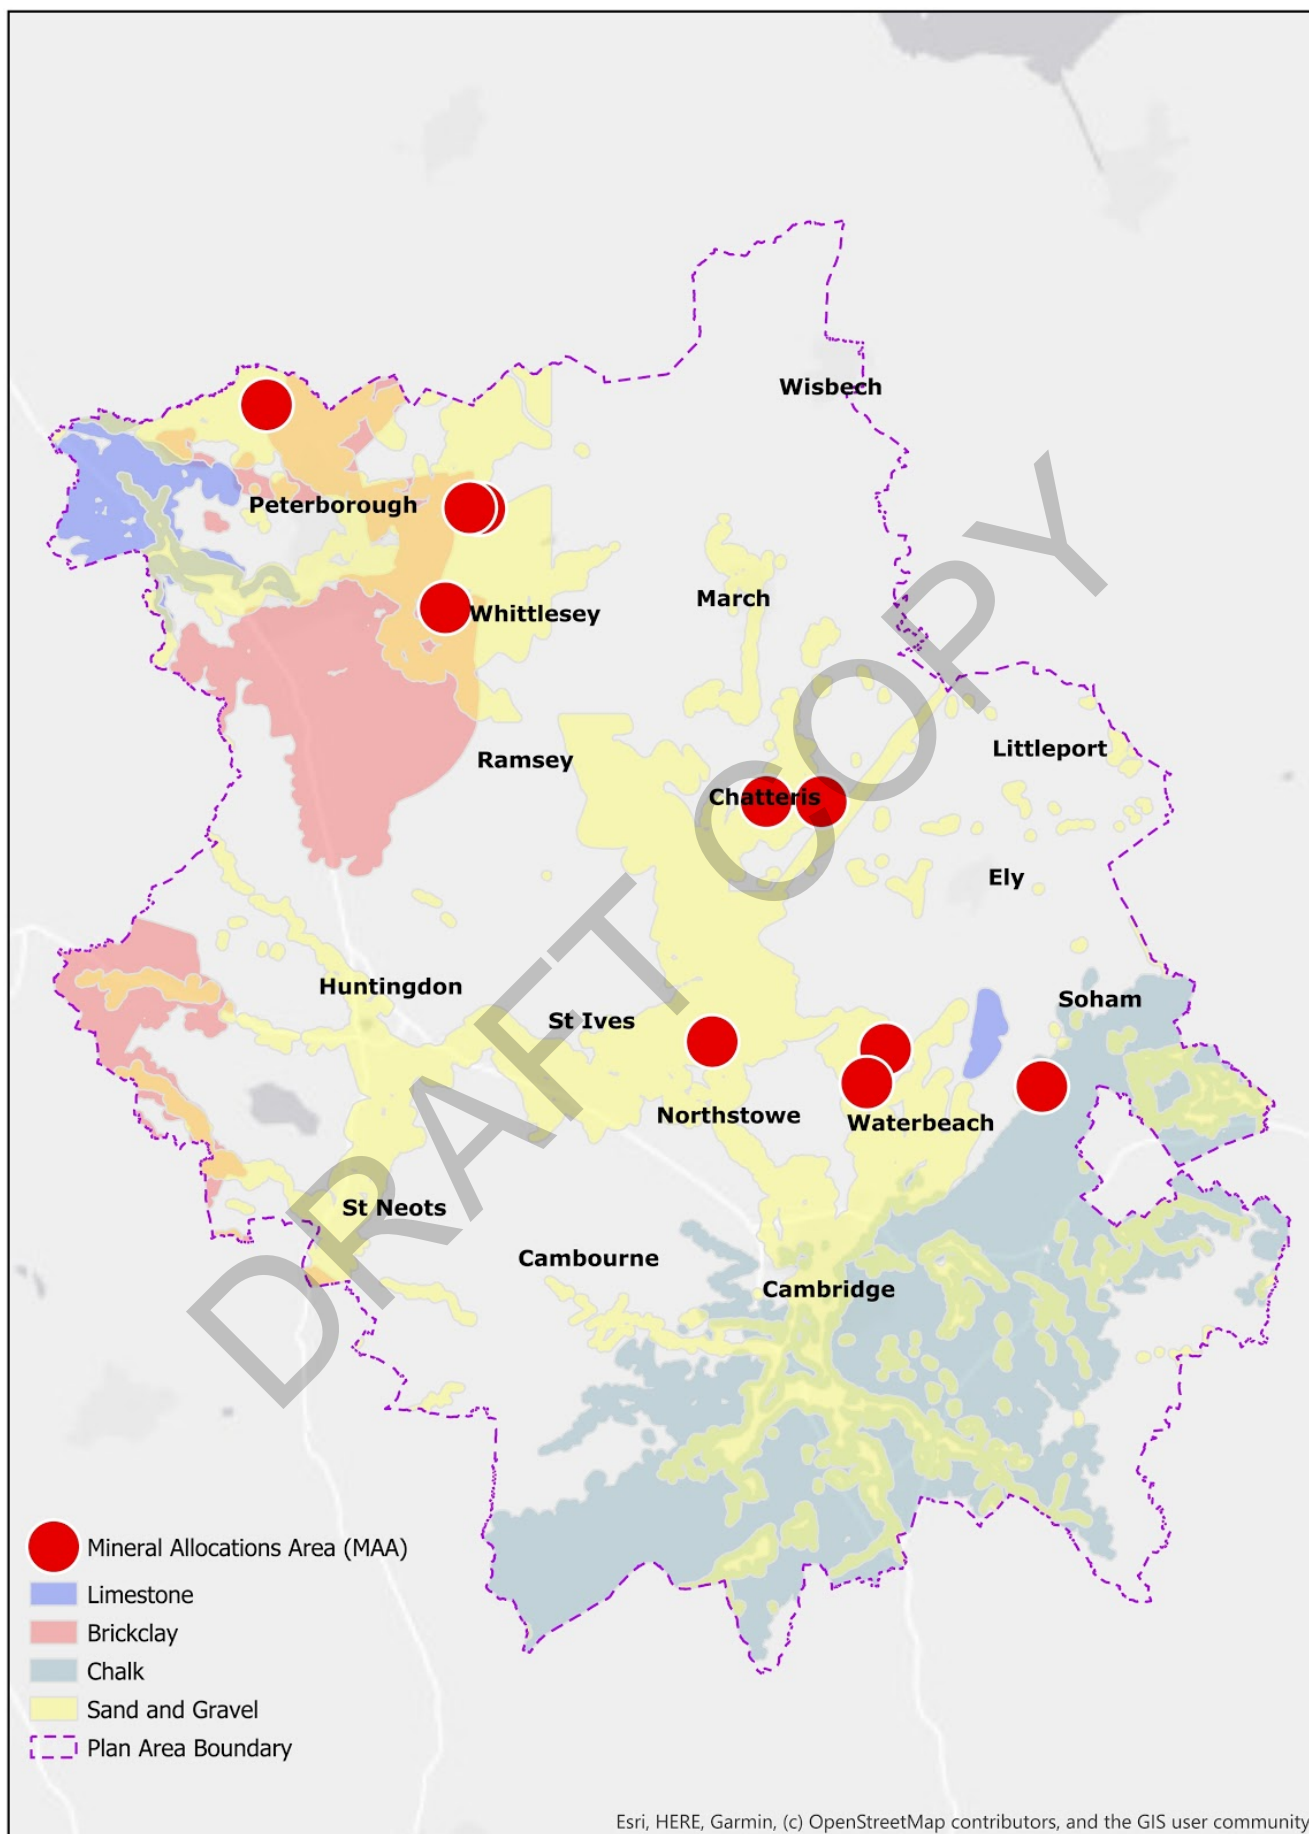 Wisbech
Peterborough
March
Whittlesey
Littleport
Ramsey
Chatteris
Ely
Huntingdon
Soham
St Ives
Northstowe
Waterbeach
St Neots
Cambourne
Cambridge
DRAFT COPY
Mineral Allocations Area (MAA)
Limestone
Brickclay
Chalk
Sand and Gravel
Plan Area Boundary
Esri, HERE, Garmin, (c) OpenStreetMap contributors, and the GIS user community